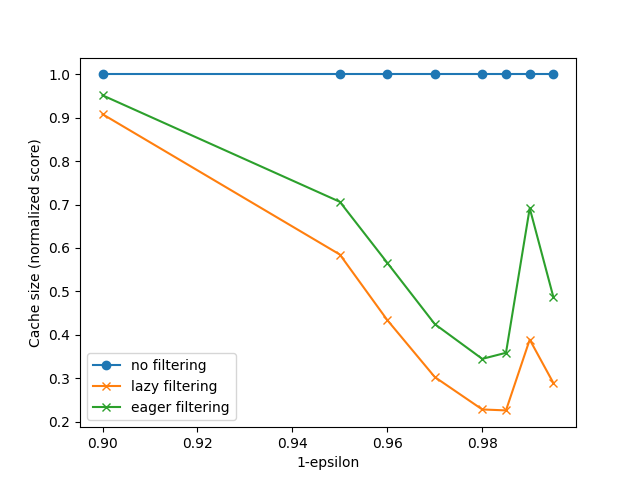 1.0
0.9
0.8
0.7
0.6
0.5
0.4
0.3
0.2
Cache size (normalized score)
no filtering
lazy filtering
eager filtering
0.90 0.92 0.94 0.96 0.98
1-epsilon